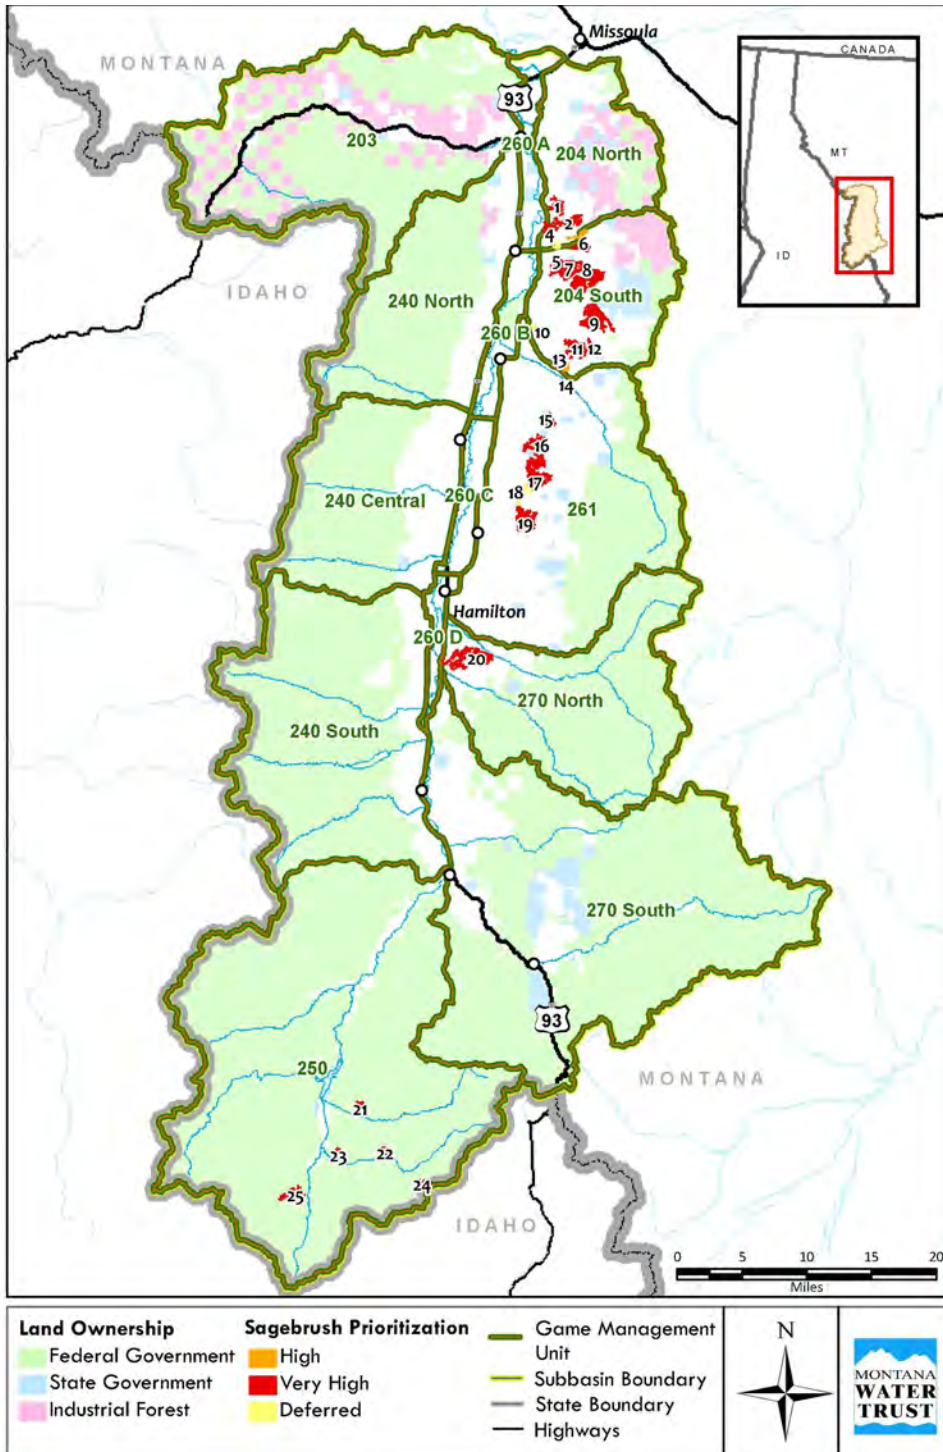 Missoula
MONTANA
93
CANADA
MT
ID
203
260 A
204 North
1
2
4
6
5
7
8
IDAHO
240 North
204 South
9
260 B
10
11
12
13
14
15
16
240 Central
260 C
17
18
261
19
Hamilton
260 D
20
270 North
240 South
270 South
93
250
MONTANA
21
23
22
24
25
IDAHO
0 5 10 15 20
Miles
Land Ownership
Federal Government
State Government
Industrial Forest
Sagebrush Prioritization
High
Very High
Deferred
Game Management
Unit
Subbasin Boundary
State Boundary
Highways
N
MONTANA
WATER
TRUST